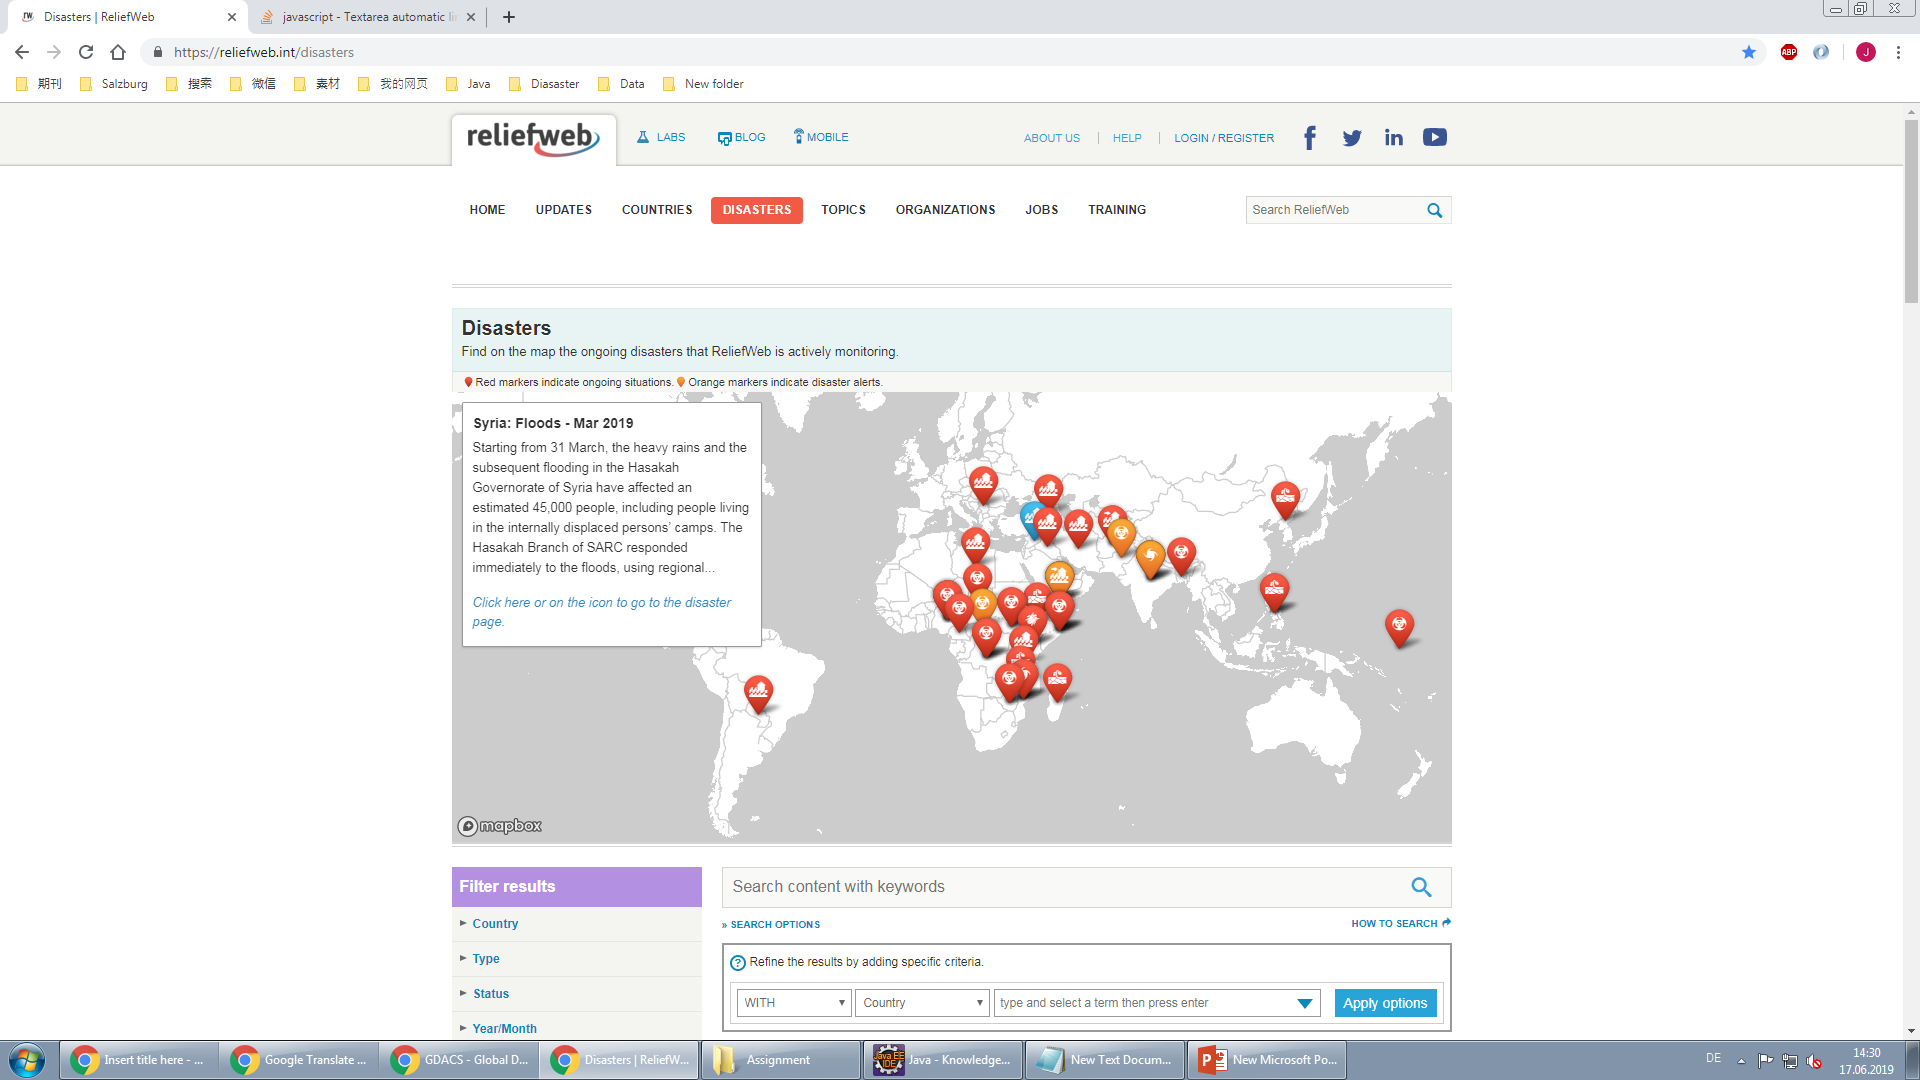 Disasters | ReliefWeb
javascript - Textarea automatic li
https://reliefweb.int/disasters
ABP
J
期刊
Salzburg
搜索
微信
素材
我的网页
Java
Diasaster
Data
New folder
reliefweb
LABS
BLOG
MOBILE
ABOUT US
HELP
LOGIN / REGISTER
HOME
UPDATES
COUNTRIES
DISASTERS
TOPICS
ORGANIZATIONS
JOBS
TRAINING
Search ReliefWeb
Disasters
Find on the map the ongoing disasters that ReliefWeb is actively monitoring.
Red markers indicate ongoing situations. Orange markers indicate disaster alerts.
Syria: Floods - Mar 2019
Starting from 31 March, the heavy rains and the
subsequent flooding in the Hasakah
Governorate of Syria have affected an
estimated 45,000 people, including people living
in the internally displaced persons’ camps. The
Hasakah Branch of SARC responded
immediately to the floods, using regional...
Click here or on the icon to go to the disaster
page.
mapbox
Filter results
Country
Type
Status
Year/Month
Search content with keywords
» SEARCH OPTIONS
HOW TO SEARCH
? Refine the results by adding specific criteria.
WITH
Country
type and select a term then press enter
Apply options
Insert title here - ...
Google Translate ...
GDACS - Global D...
Disasters | ReliefW...
Assignment
Java EE IDE
Java - Knowledge...
New Text Docum...
New Microsoft Po...
DE
14:30
17.06.2019